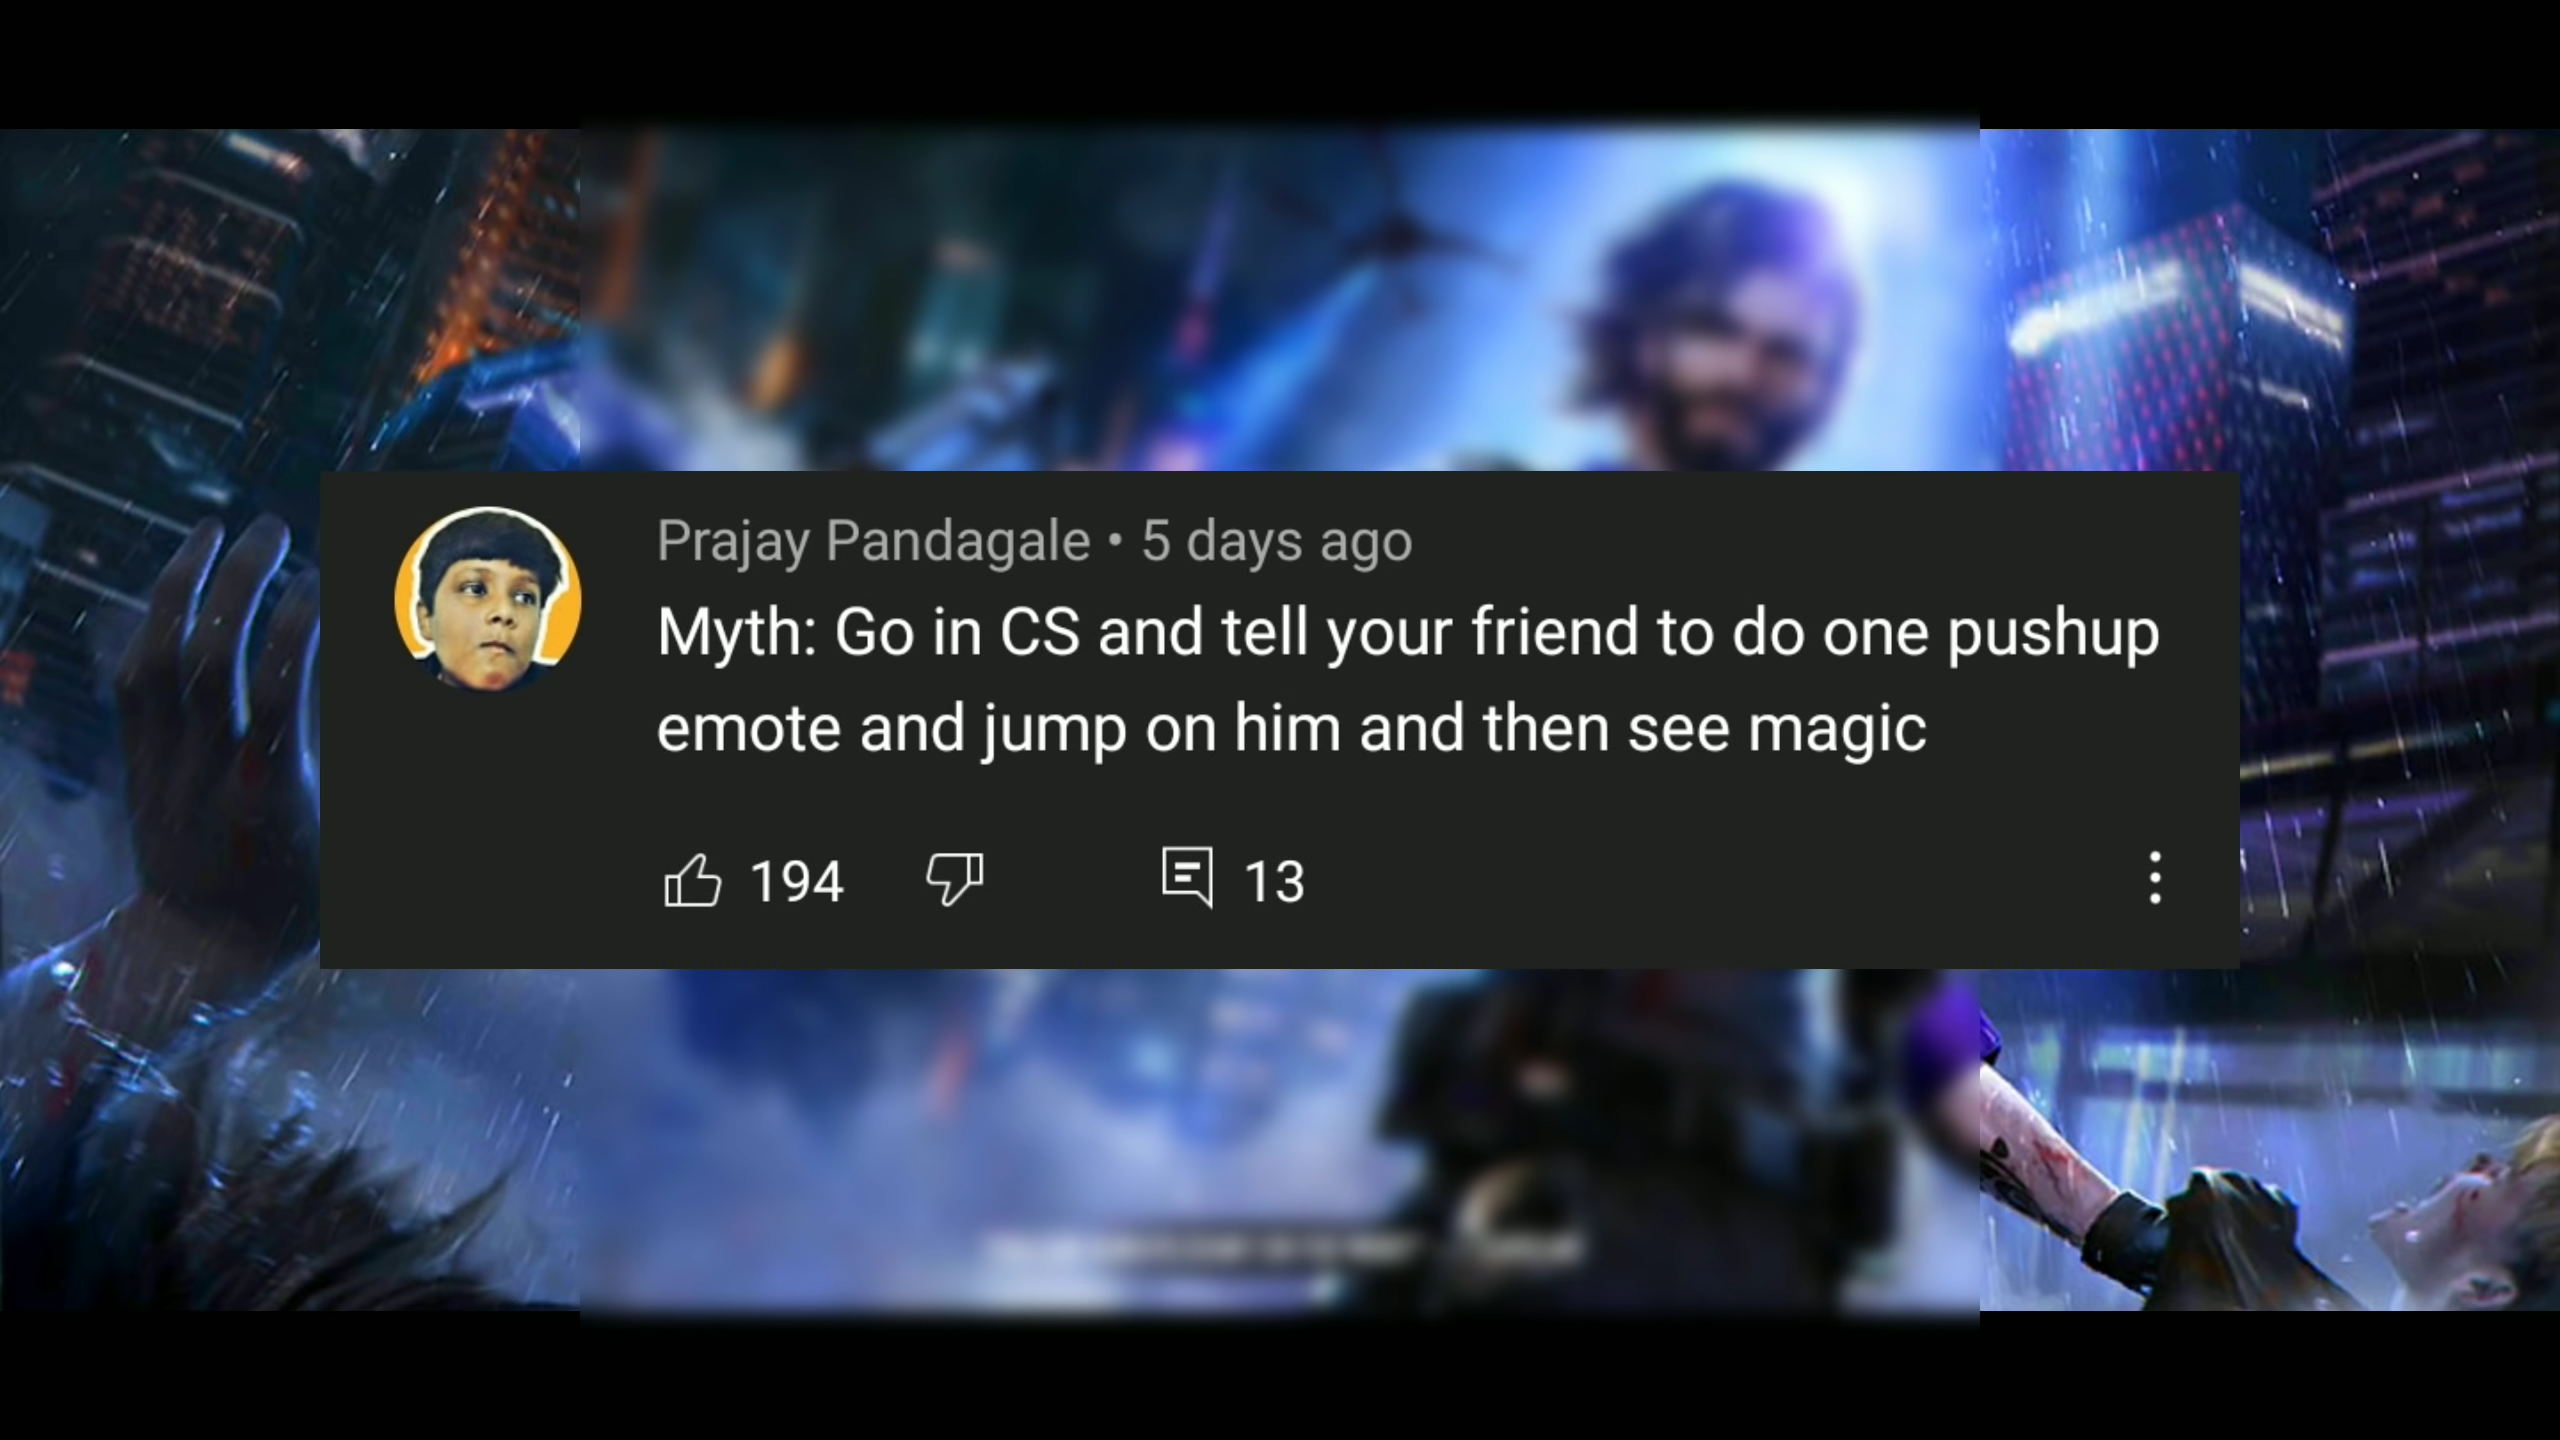 Prajay Pandagale • 5 days ago
Myth: Go in CS and tell your friend to do one pushup
emote and jump on him and then see magic
194 13